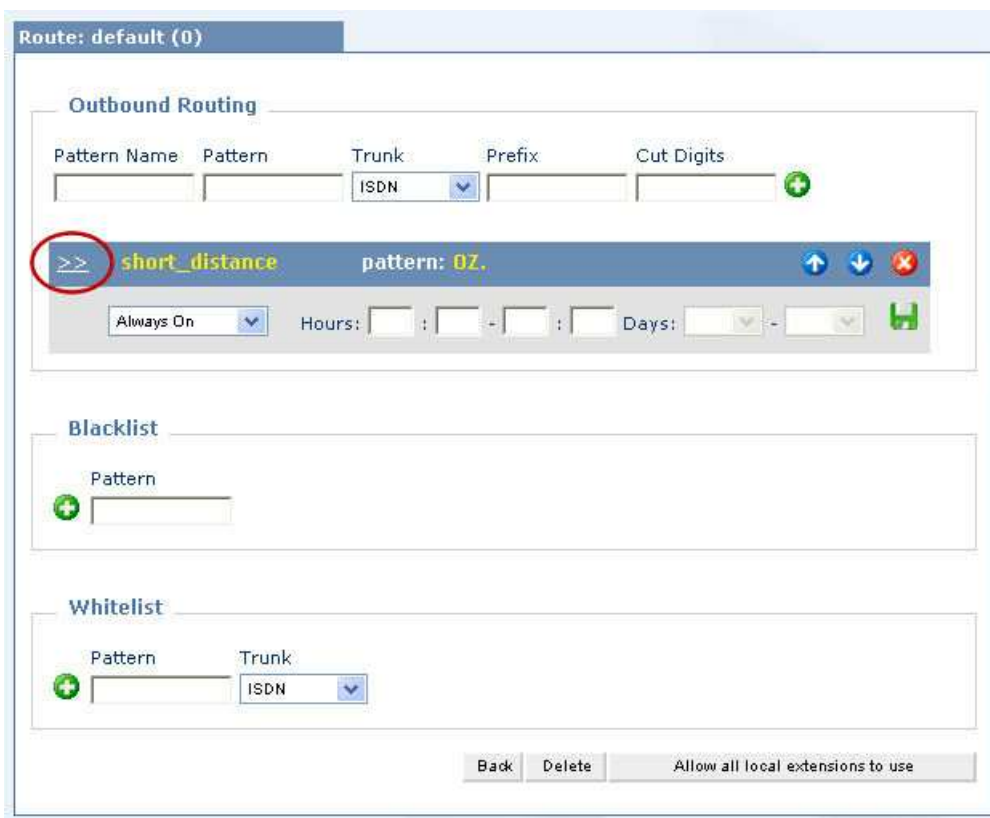 Route: default (0)
Outbound Routing
Pattern Name Pattern Trunk Prefix Cut Digits
ISDN
>> short_distance pattern: 0Z.
Always On Hours: : - : Days: -
Blacklist
Pattern
Whitelist
Pattern Trunk
ISDN
Back Delete Allow all local extensions to use